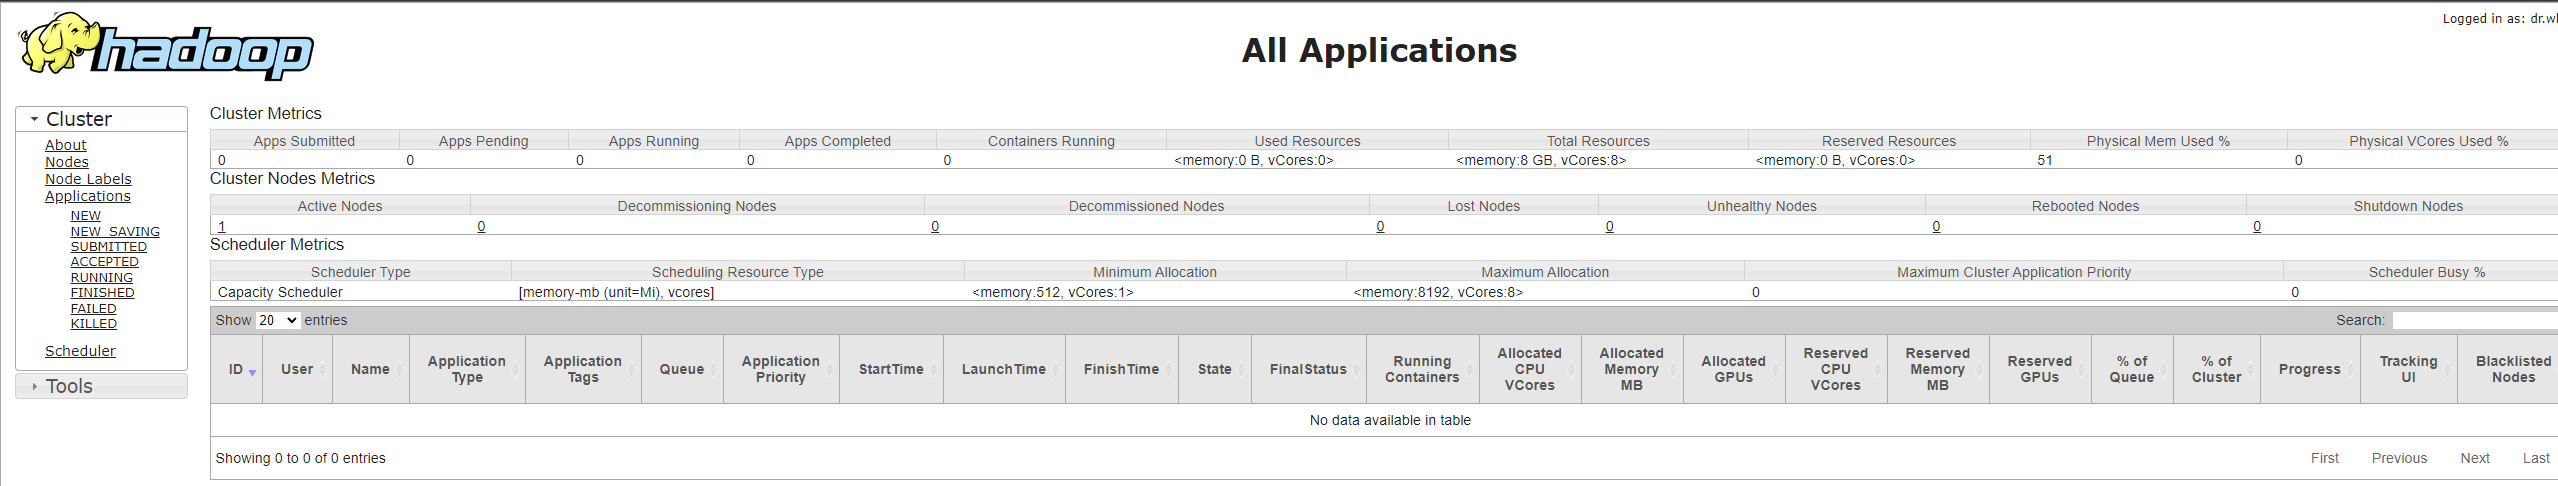 hadoop
Logged in as: dr.w
All Applications
Cluster
About
Nodes
Node Labels
Applications
NEW
NEW_SAVING
SUBMITTED
ACCEPTED
RUNNING
FINISHED
FAILED
KILLED
Scheduler
Tools
Cluster Metrics
Apps Submitted Apps Pending Apps Running Apps Completed Containers Running Used Resources Total Resources Reserved Resources Physical Mem Used % Physical VCores Used %
0 0 0 0 0 <memory:0 B, vCores:0> <memory:8 GB, vCores:8> <memory:0 B, vCores:0> 51 0
Cluster Nodes Metrics
Active Nodes Decommissioning Nodes Decommissioned Nodes Lost Nodes Unhealthy Nodes Rebooted Nodes Shutdown Nodes
1 0 0 0 0 0 0
Scheduler Metrics
Scheduler Type Scheduling Resource Type Minimum Allocation Maximum Allocation Maximum Cluster Application Priority Scheduler Busy %
Capacity Scheduler [memory-mb (unit=Mi), vcores] <memory:512, vCores:1> <memory:8192, vCores:8> 0 0
Show 20 entries Search:
ID User Name Application Type Application Tags Queue Application Priority StartTime LaunchTime FinishTime State FinalStatus Running Containers Allocated CPU VCores Allocated Memory MB Allocated GPUs Reserved CPU VCores Reserved Memory MB Reserved GPUs % of Queue % of Cluster Progress Tracking UI Blacklisted Nodes
No data available in table
Showing 0 to 0 of 0 entries First Previous Next Last